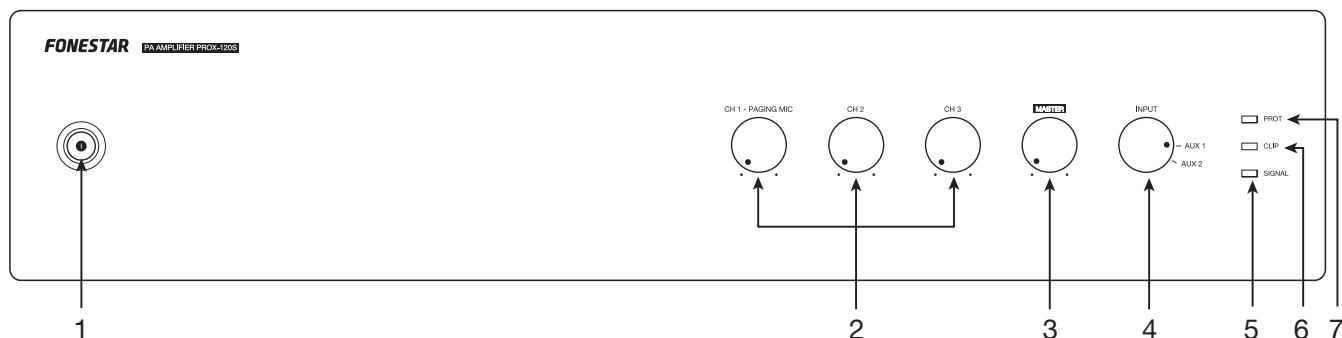 FONESTAR PA AMPLIFIER PROX-120S
CH 1 - PAGING MIC CH 2 CH 3 MASTER INPUT
PROT
CLIP
SIGNAL
AUX 1
AUX 2
1 2 3 4 5 6 7